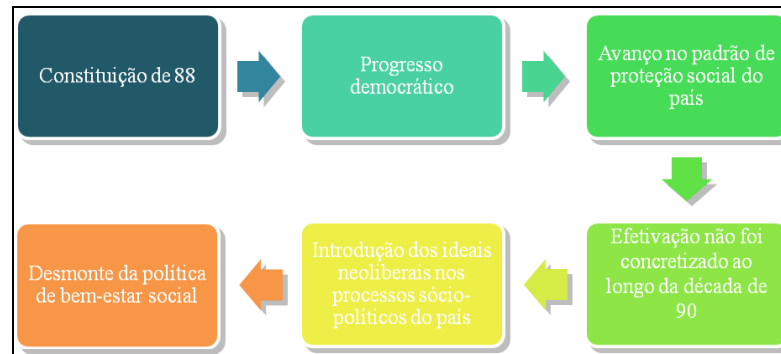 Constituição de 88
Progresso
democrático
Avanço no padrão de
proteção social do
país
Efetivação não foi
concretizado ao
longo da década de
90
Introdução dos ideais
neoliberais nos
processos sócio-
políticos do país
Desmonte da política
de bem-estar social